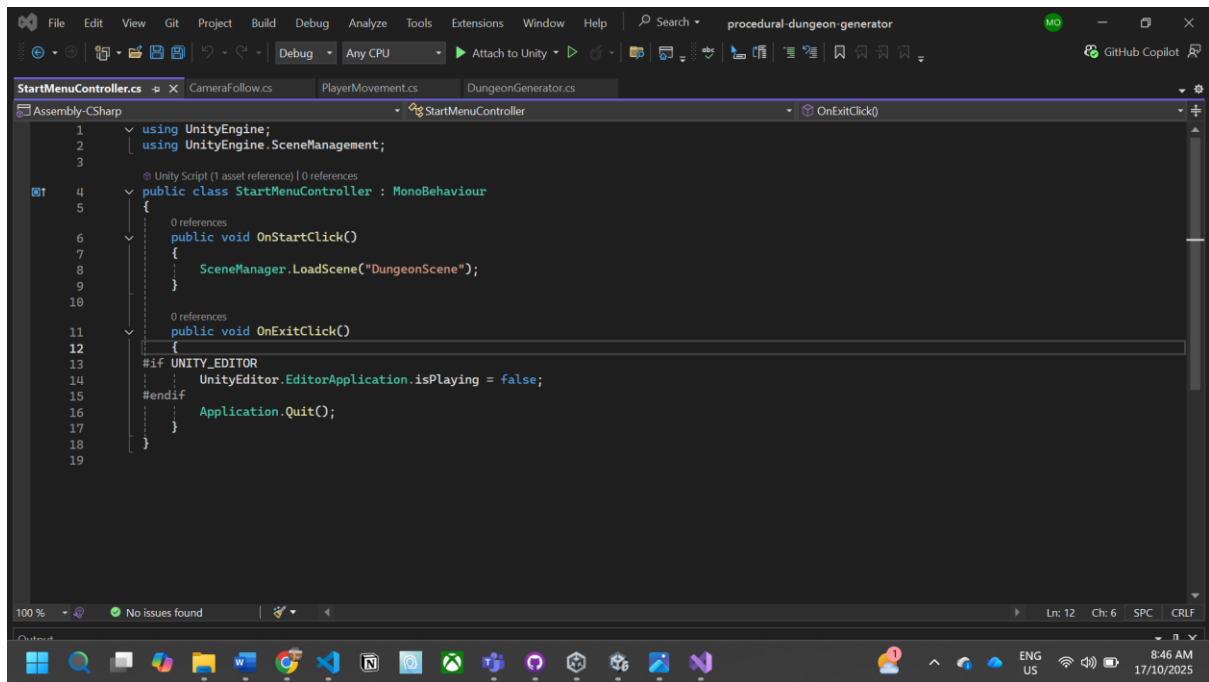 File Edit View Git Project Build Debug Analyze Tools Extensions Window Help Search procedural-dungeon-generator MO
Debug Any CPU Attach to Unity GitHub Copilot
StartMenuController.cs CameraFollow.cs PlayerMovement.cs DungeonGenerator.cs
Assembly-CSharp StartMenuController OnExitClick()
1 using UnityEngine;
2 using UnityEngine.SceneManagement;
3
Unity Script (1 asset reference) | 0 references
4 public class StartMenuController : MonoBehaviour
5 {
0 references
6 public void OnStartClick()
7 {
8 SceneManager.LoadScene("DungeonScene");
9 }
10
0 references
11 public void OnExitClick()
12 {
13 #if UNITY_EDITOR
14 UnityEditor.EditorApplication.isPlaying = false;
15 #endif
16 Application.Quit();
17 }
18 }
19
100 % No issues found Ln: 12 Ch: 6 SPC CRLF
Output
1 ENG 8:46 AM
US 17/10/2025